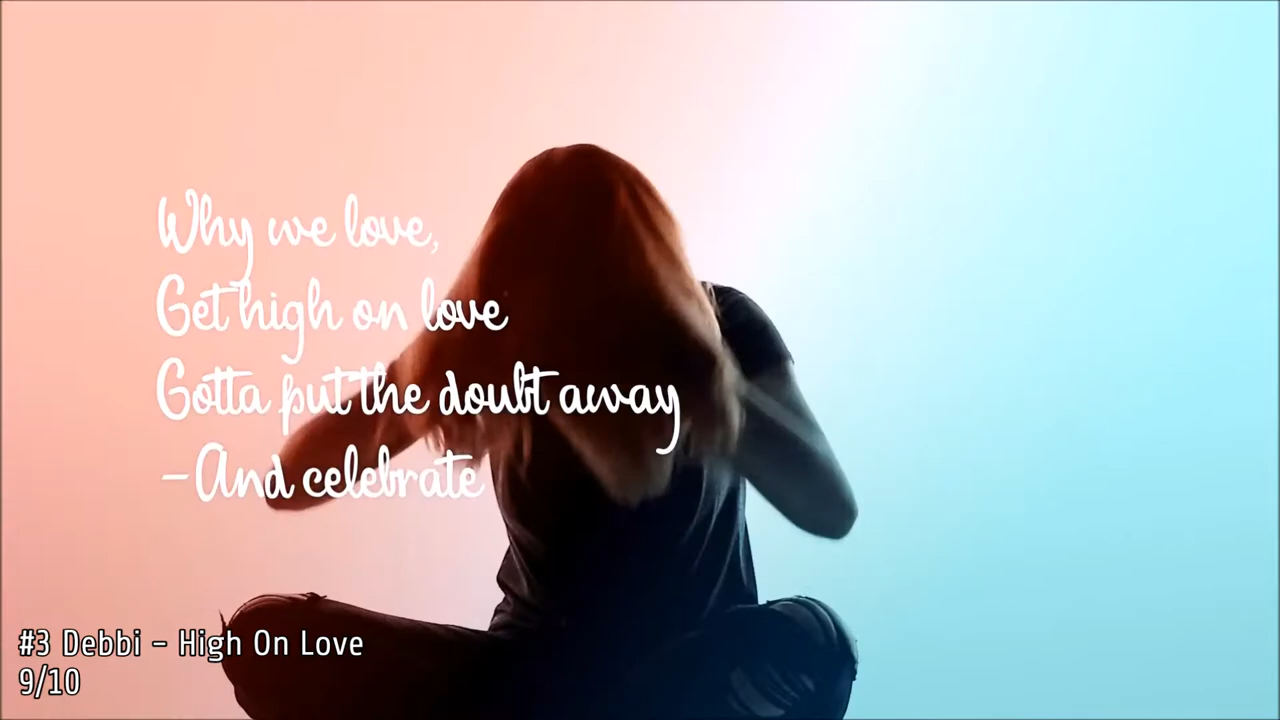 Why we love,
Get high on love
Gotta put the doubt away
-And celebrate
#3 Debbi - High On Love
9/10